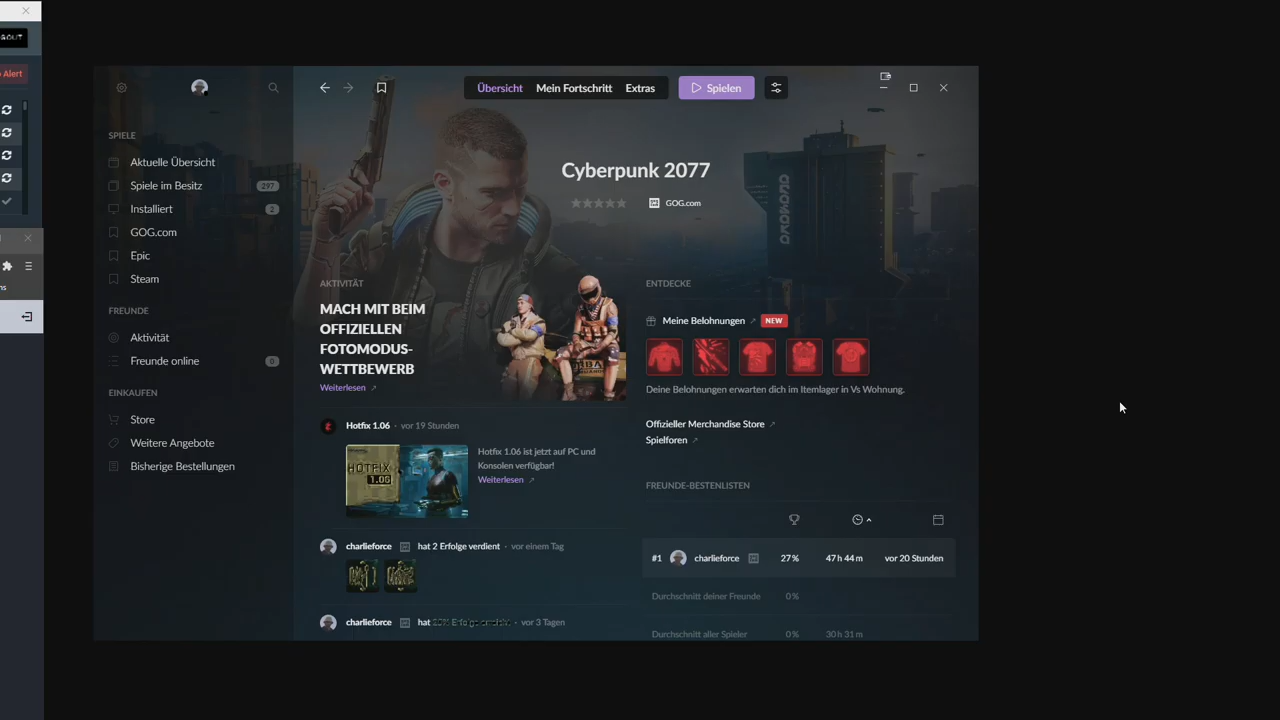 GOUT
Alert
ns
SPIELE
Aktuelle Übersicht
Spiele im Besitz 297
Installiert 2
GOG.com
Epic
Steam
FREUNDE
Aktivität
Freunde online 0
EINKAUFEN
Store
Weitere Angebote
Bisherige Bestellungen
Übersicht Mein Fortschritt Extras Spielen
Cyberpunk 2077
GOG.com
AKTIVITÄT
MACH MIT BEIM
OFFIZIELLEN
FOTOMODUS-
WETTBEWERB
Weiterlesen
Hotfix 1.06 · vor 19 Stunden
HOTFIX
1.06
Hotfix 1.06 ist jetzt auf PC und
Konsolen verfügbar!
Weiterlesen
charlieforce hat 2 Erfolge verdient · vor einem Tag
charlieforce hat · vor 3 Tagen
ENTDECKE
Meine Belohnungen NEW
Deine Belohnungen erwarten dich im Itemlager in Vs Wohnung.
Offizieller Merchandise Store
Spielforen
FREUNDE-BESTENLISTEN
#1 charlieforce 27% 47 h 44 m vor 20 Stunden
Durchschnitt deiner Freunde 0%
Durchschnitt aller Spieler 0% 30 h 31 m